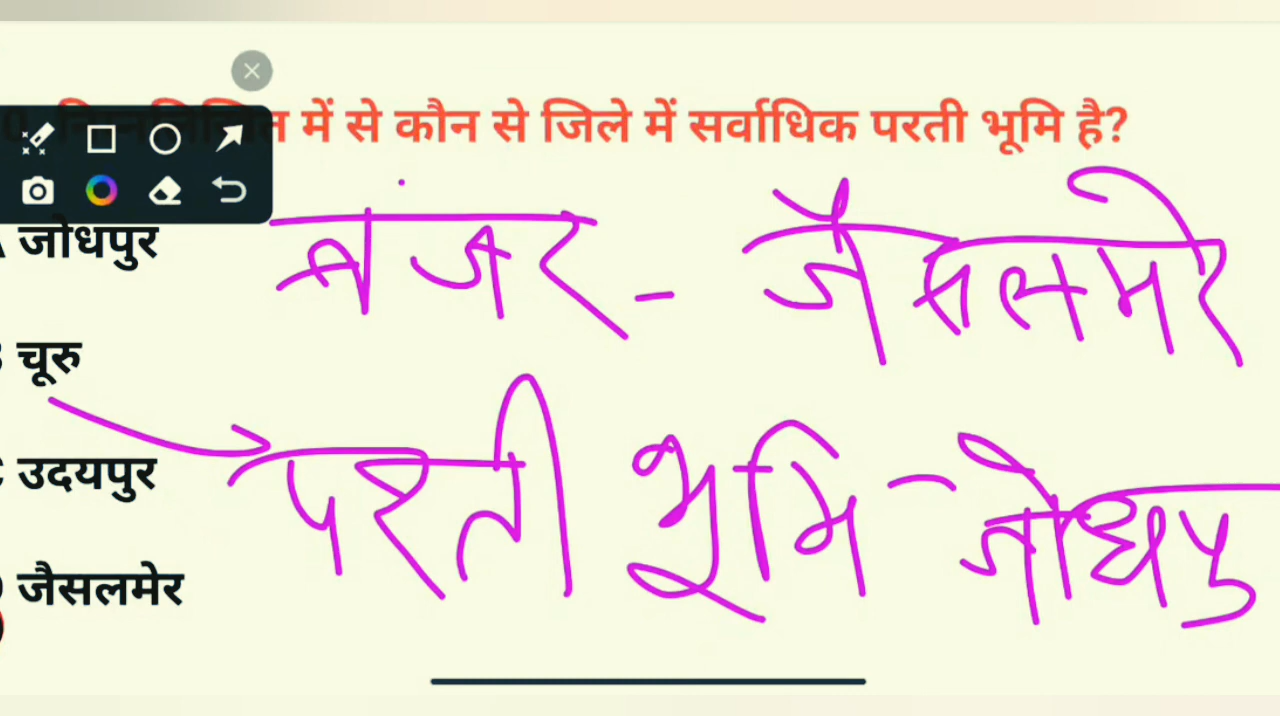 में से कौन से जिले में सर्वाधिक परती भूमि है?
जोधपुर
बंजर - जैसलमेर
चूरु
परती भूमि - जोधपु
उदयपुर
जैसलमेर